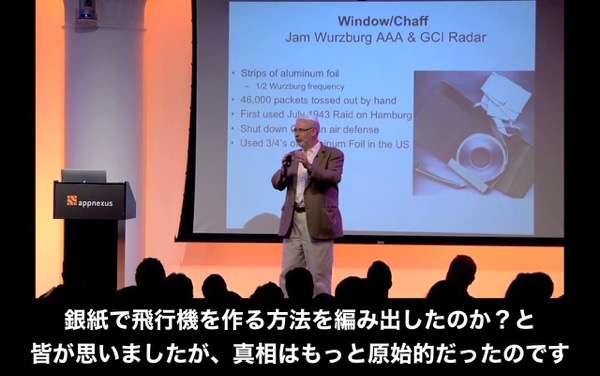 Window/Chaff
Jam Wurzburg AAA & GCI Radar
• Strips of aluminum foil
– 1/2 Wurzburg frequency
• 46,000 packets tossed out by hand
• First used July 1943 Raid on Hamburg
• Shut down air defense
• Used 3/4's of Foil in the US
appnexus
銀紙で飛行機を作る方法を編み出したのか？と
皆が思いましたが、真相はもっと原始的だったのです